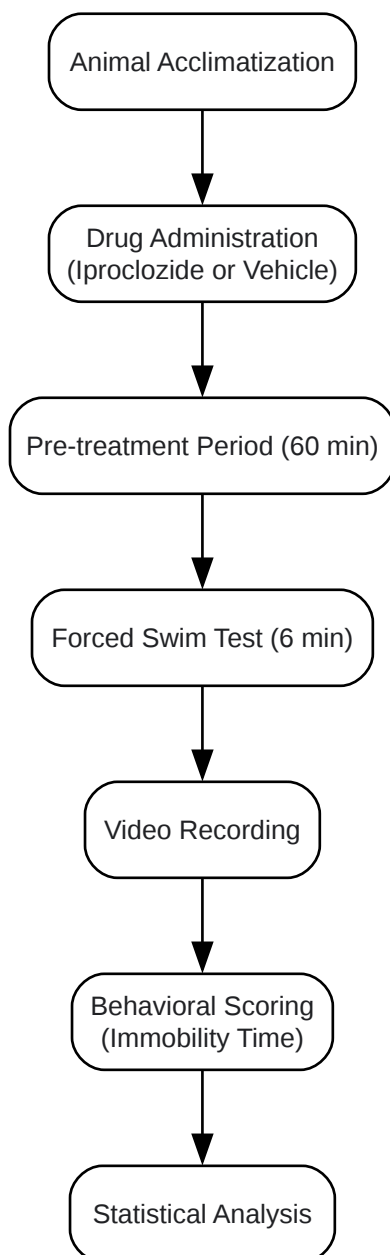 Animal Acclimatization
Drug Administration
(Iproclozide or Vehicle)
Pre-treatment Period (60 min)
Forced Swim Test (6 min)
Video Recording
Behavioral Scoring
(Immobility Time)
Statistical Analysis